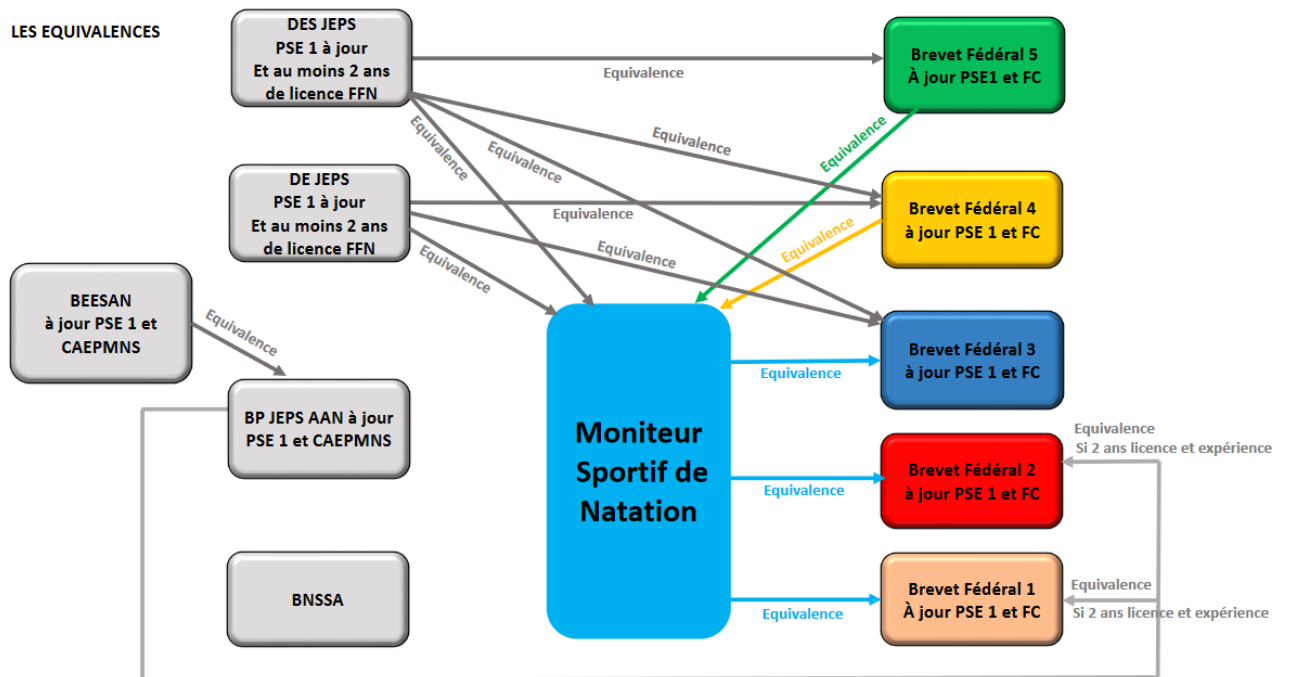 LES EQUIVALENCES
DES JEPS
PSE 1 à jour
Et au moins 2 ans
de licence FFN
Equivalence
Brevet Fédéral 5
À jour PSE1 et FC
Equivalence
Equivalence
Equivalence
Equivalence
DE JEPS
PSE 1 à jour
Et au moins 2 ans
de licence FFN
Equivalence
Equivalence
Equivalence
Equivalence
Brevet Fédéral 4
à jour PSE 1 et FC
BEESAN
à jour PSE 1 et
CAEPMNS
Equivalence
BP JEPS AAN à jour
PSE 1 et CAEPMNS
BNSSA
Moniteur
Sportif de
Natation
Equivalence
Brevet Fédéral 3
à jour PSE 1 et FC
Equivalence
Brevet Fédéral 2
à jour PSE 1 et FC
Equivalence
Si 2 ans licence et expérience
Equivalence
Brevet Fédéral 1
À jour PSE 1 et FC
Equivalence
Si 2 ans licence et expérience